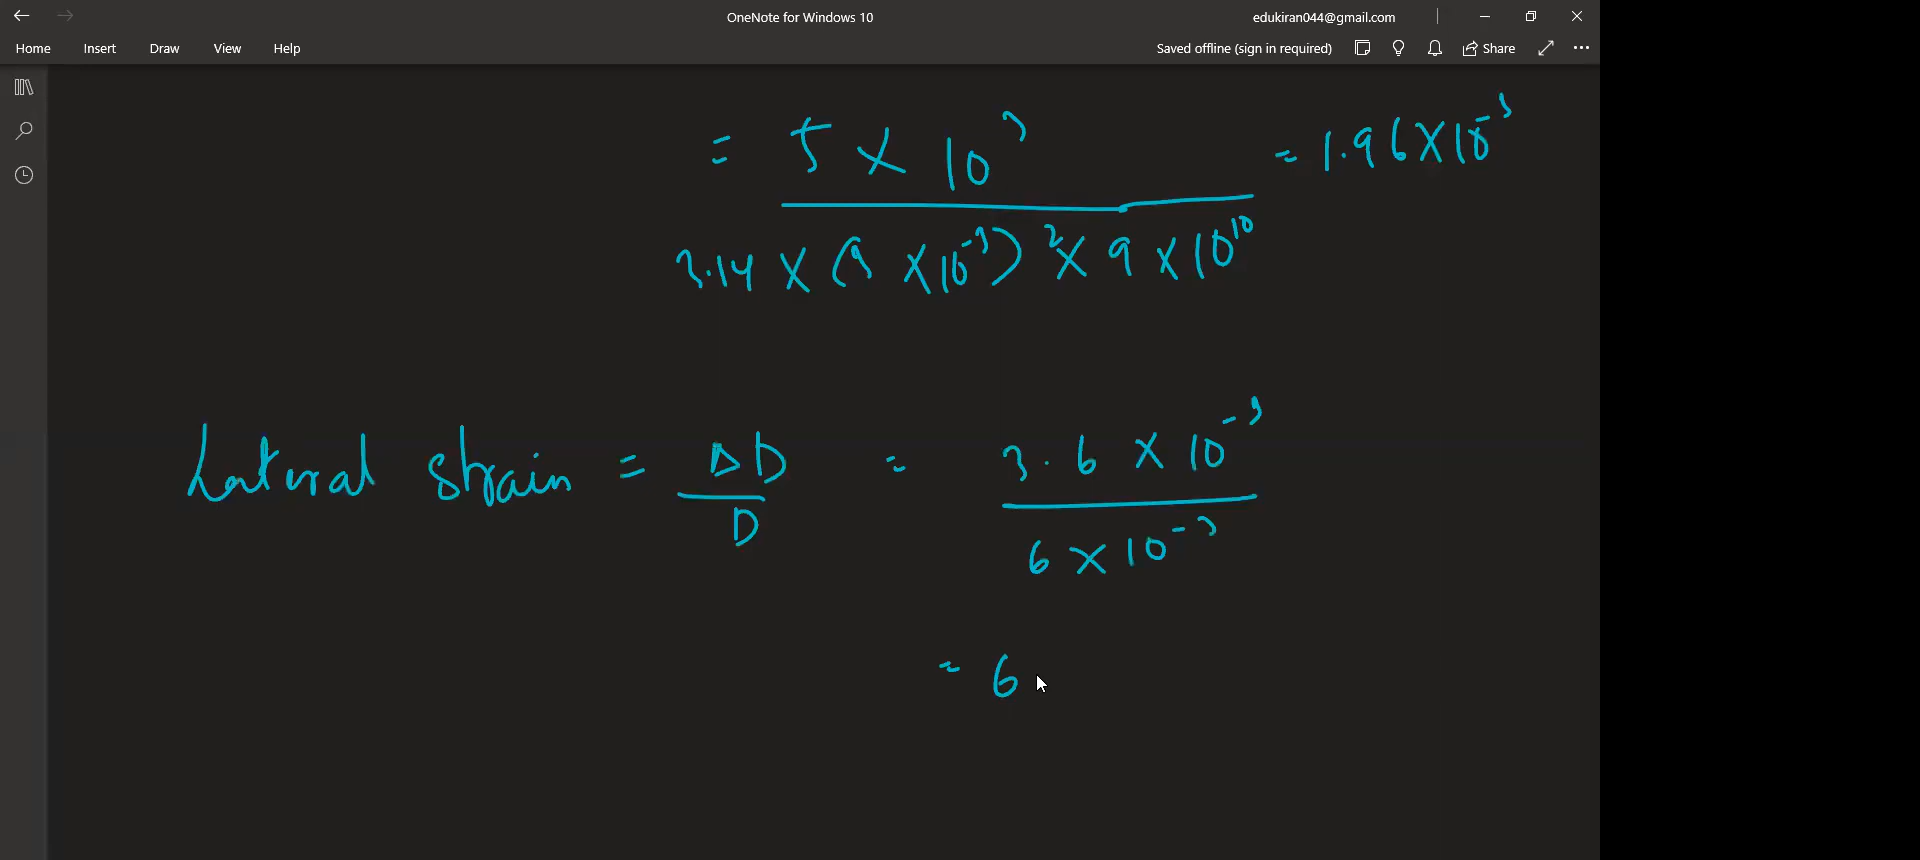 OneNote for Windows 10
edukiran044@gmail.com
Home Insert Draw View Help
Saved offline (sign in required) Share
= 5 × 10³ / 3.14 × (9 × 10⁻³)² × 9 × 10¹⁰ = 1.96 × 10⁻³
Lateral strain = ΔD / D = 3.6 × 10⁻⁹ / 6 × 10⁻³
= 6